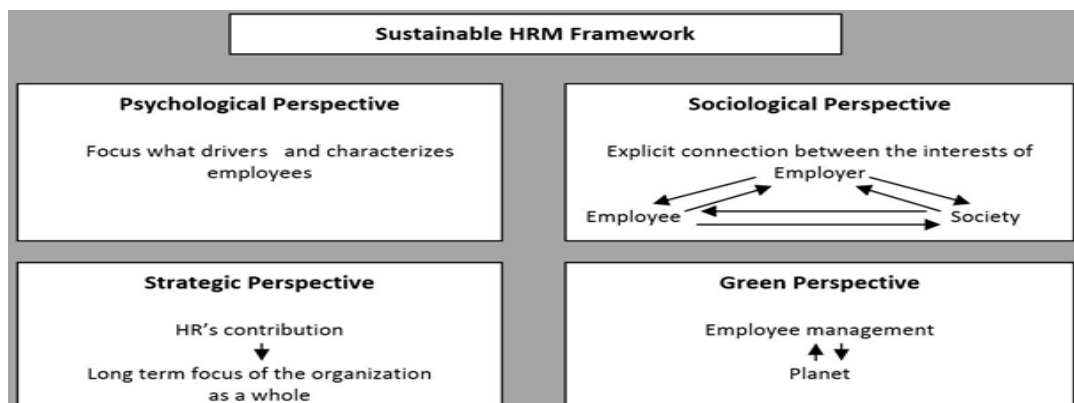 Sustainable HRM Framework
Psychological Perspective
Focus what drivers and characterizes
employees
Sociological Perspective
Explicit connection between the interests of
Employer
Employee Society
Strategic Perspective
HR's contribution
Long term focus of the organization
as a whole
Green Perspective
Employee management
Planet